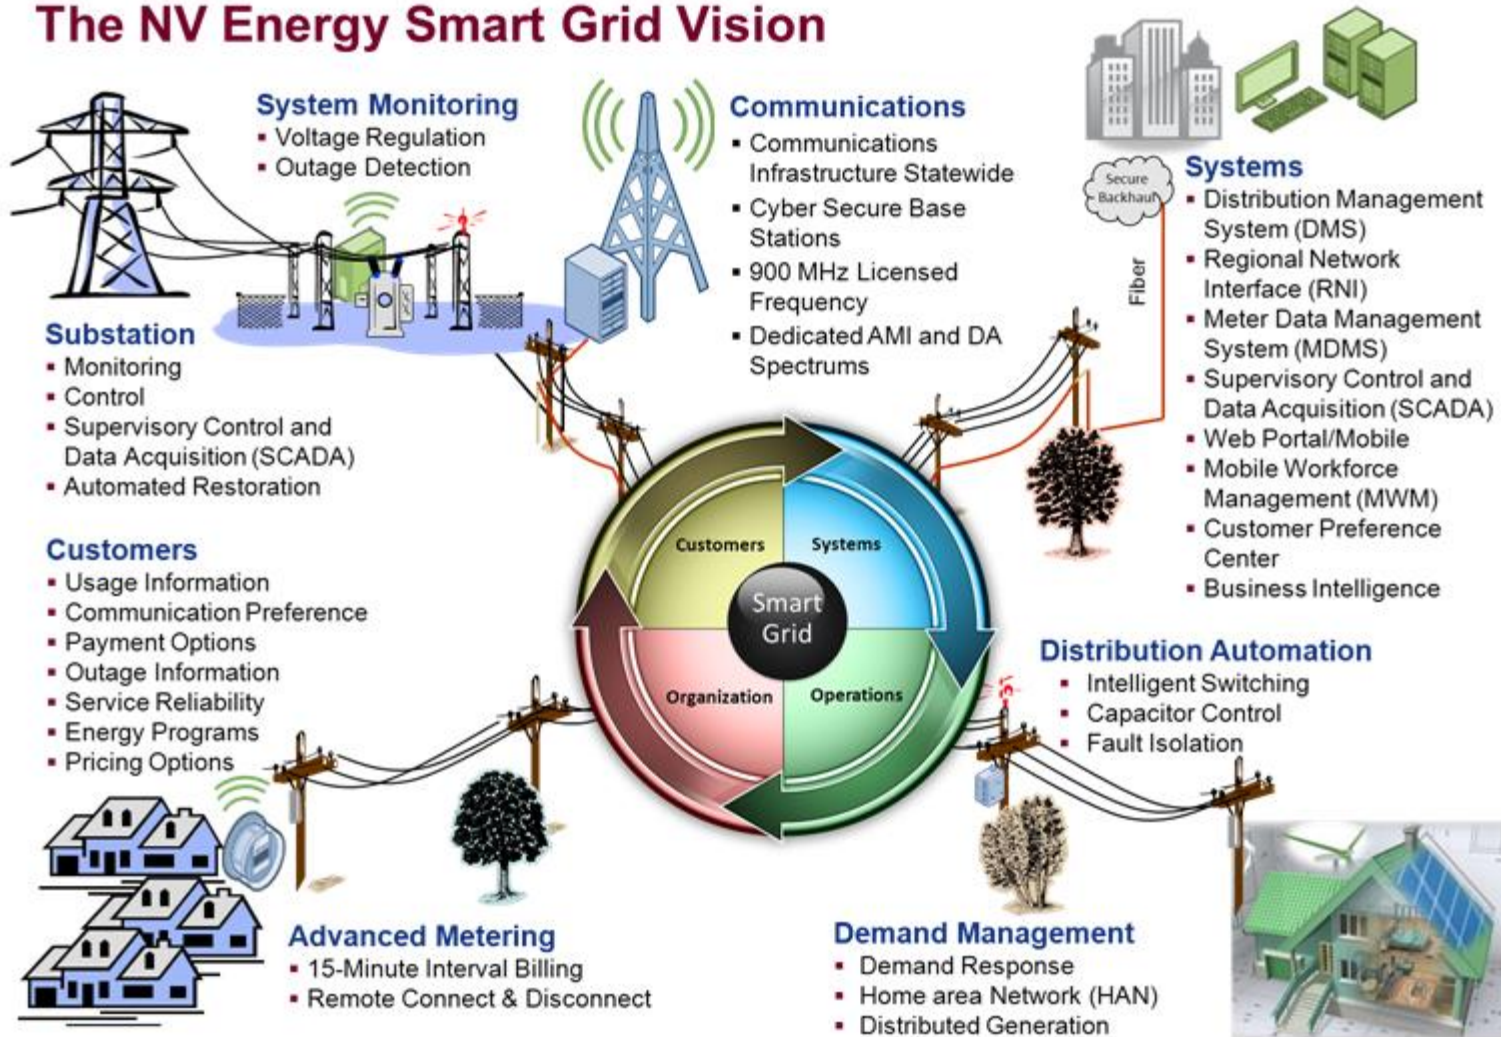 The NV Energy Smart Grid Vision
System Monitoring
▪ Voltage Regulation
▪ Outage Detection
Communications
▪ Communications
Infrastructure Statewide
▪ Cyber Secure Base
Stations
▪ 900 MHz Licensed
Frequency
▪ Dedicated AMI and DA
Spectrums
Secure
Backhaul
Fiber
Systems
▪ Distribution Management
System (DMS)
▪ Regional Network
Interface (RNI)
▪ Meter Data Management
System (MDMS)
▪ Supervisory Control and
Data Acquisition (SCADA)
▪ Web Portal/Mobile
▪ Mobile Workforce
Management (MWM)
▪ Customer Preference
Center
▪ Business Intelligence
Substation
▪ Monitoring
▪ Control
▪ Supervisory Control and
Data Acquisition (SCADA)
▪ Automated Restoration
Customers
▪ Usage Information
▪ Communication Preference
▪ Payment Options
▪ Outage Information
▪ Service Reliability
▪ Energy Programs
▪ Pricing Options
Customers
Systems
Smart
Grid
Organization
Operations
Distribution Automation
▪ Intelligent Switching
▪ Capacitor Control
▪ Fault Isolation
Advanced Metering
▪ 15-Minute Interval Billing
▪ Remote Connect & Disconnect
Demand Management
▪ Demand Response
▪ Home area Network (HAN)
▪ Distributed Generation